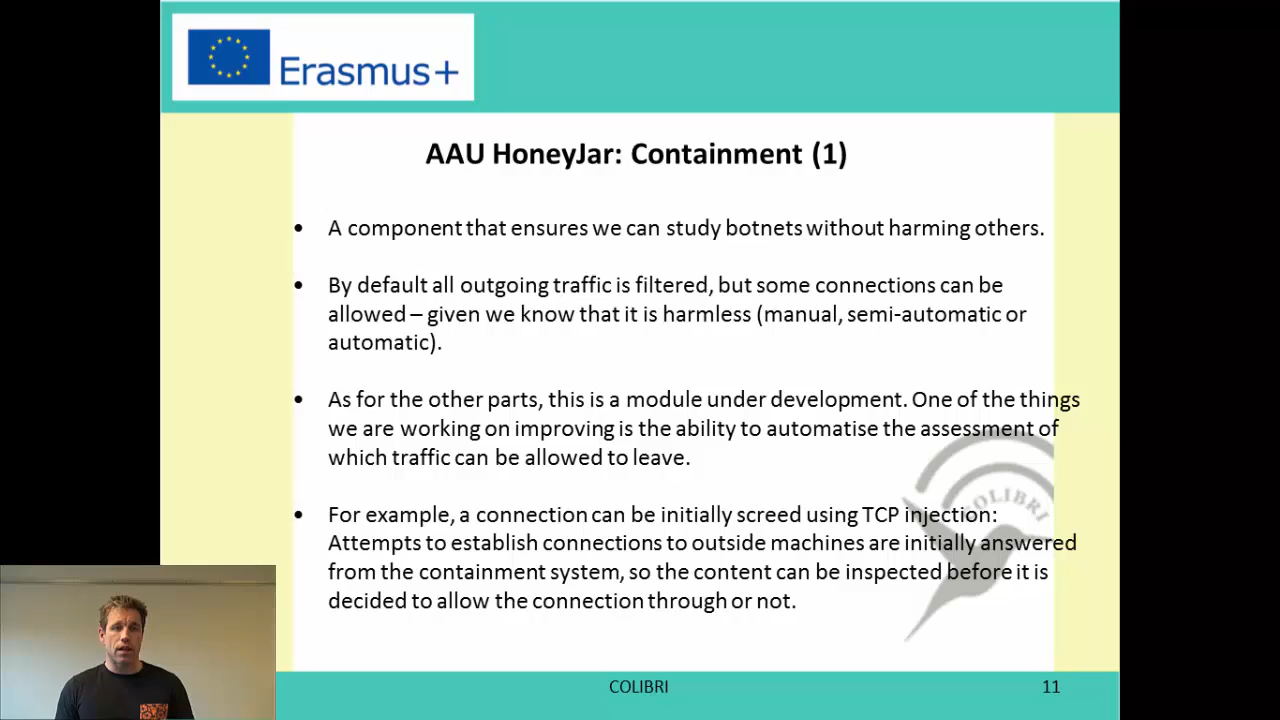 Erasmus+
AAU HoneyJar: Containment (1)
• A component that ensures we can study botnets without harming others.
• By default all outgoing traffic is filtered, but some connections can be
allowed – given we know that it is harmless (manual, semi-automatic or
automatic).
• As for the other parts, this is a module under development. One of the things
we are working on improving is the ability to automatise the assessment of
which traffic can be allowed to leave.
COLIBRI
• For example, a connection can be initially screed using TCP injection:
Attempts to establish connections to outside machines are initially answered
from the containment system, so the content can be inspected before it is
decided to allow the connection through or not.
COLIBRI
11